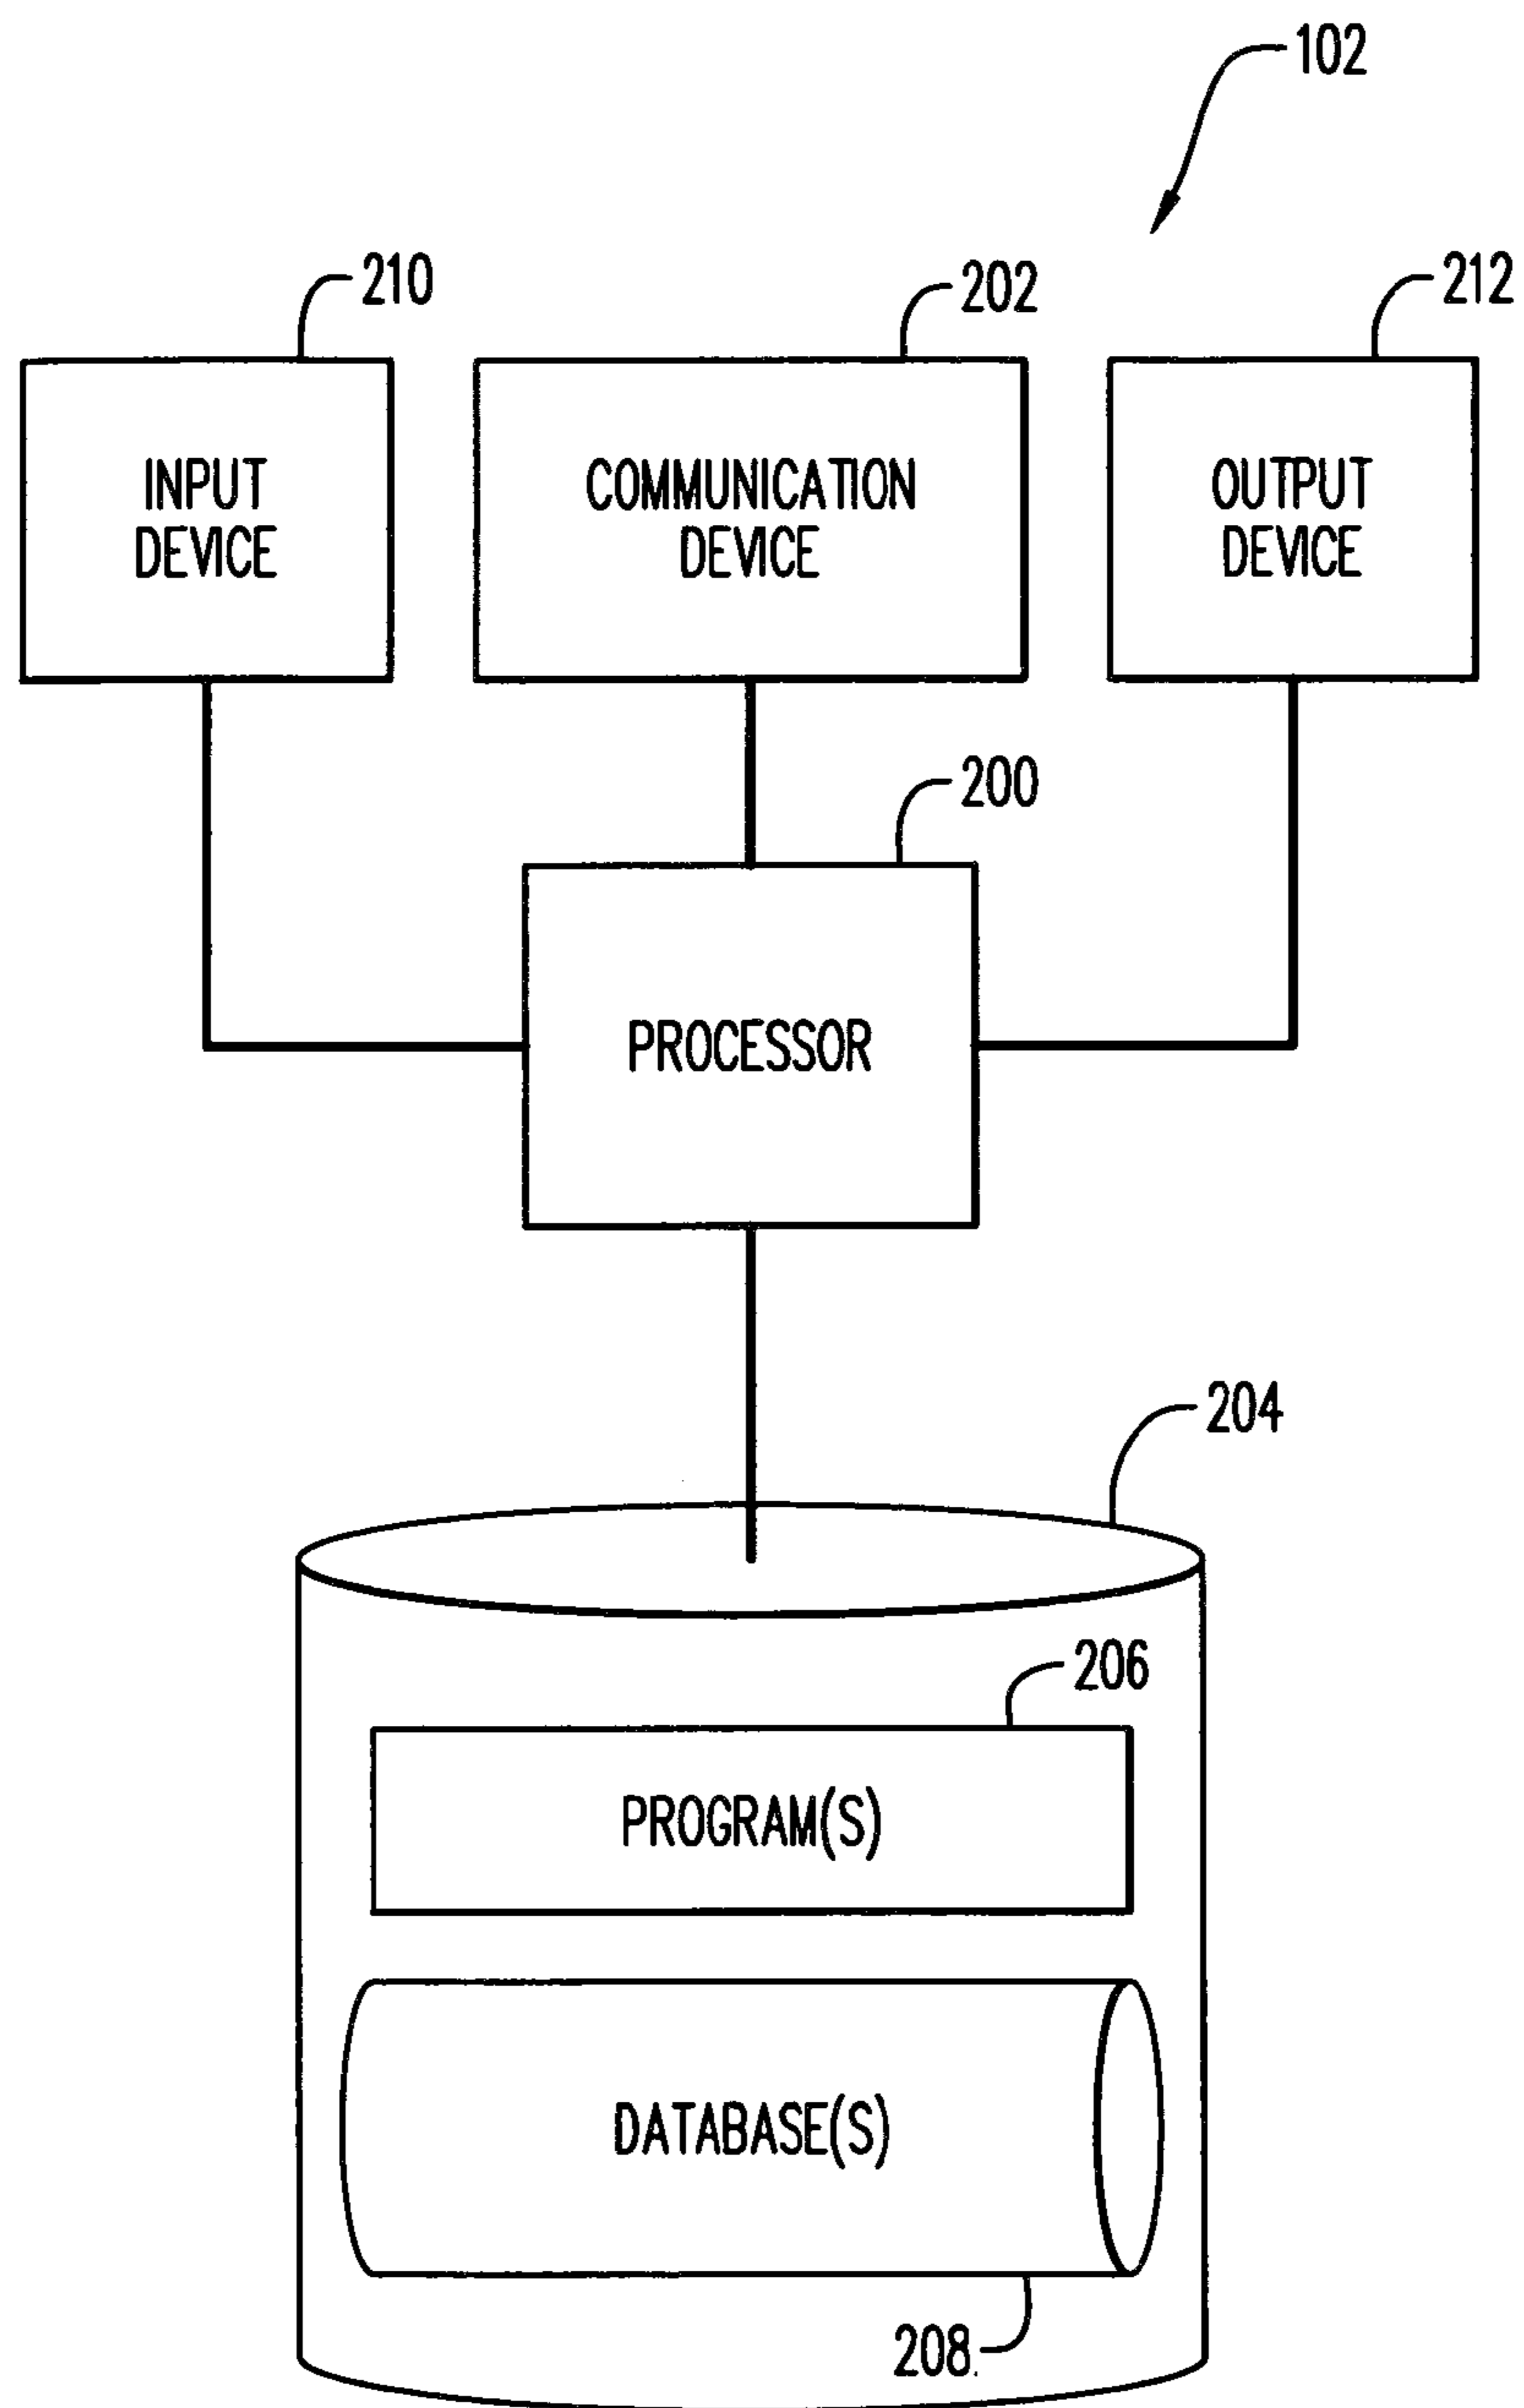 102
210
202
212
INPUT
DEVICE
COMMUNICATION
DEVICE
OUTPUT
DEVICE
200
PROCESSOR
204
206
PROGRAM(S)
DATABASE(S)
208.